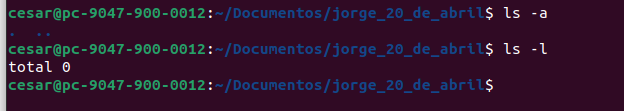 cesar@pc-9047-900-0012:~/Documentos/jorge_20_de_abril$ ls -a
.  ..
cesar@pc-9047-900-0012:~/Documentos/jorge_20_de_abril$ ls -l
total 0
cesar@pc-9047-900-0012:~/Documentos/jorge_20_de_abril$